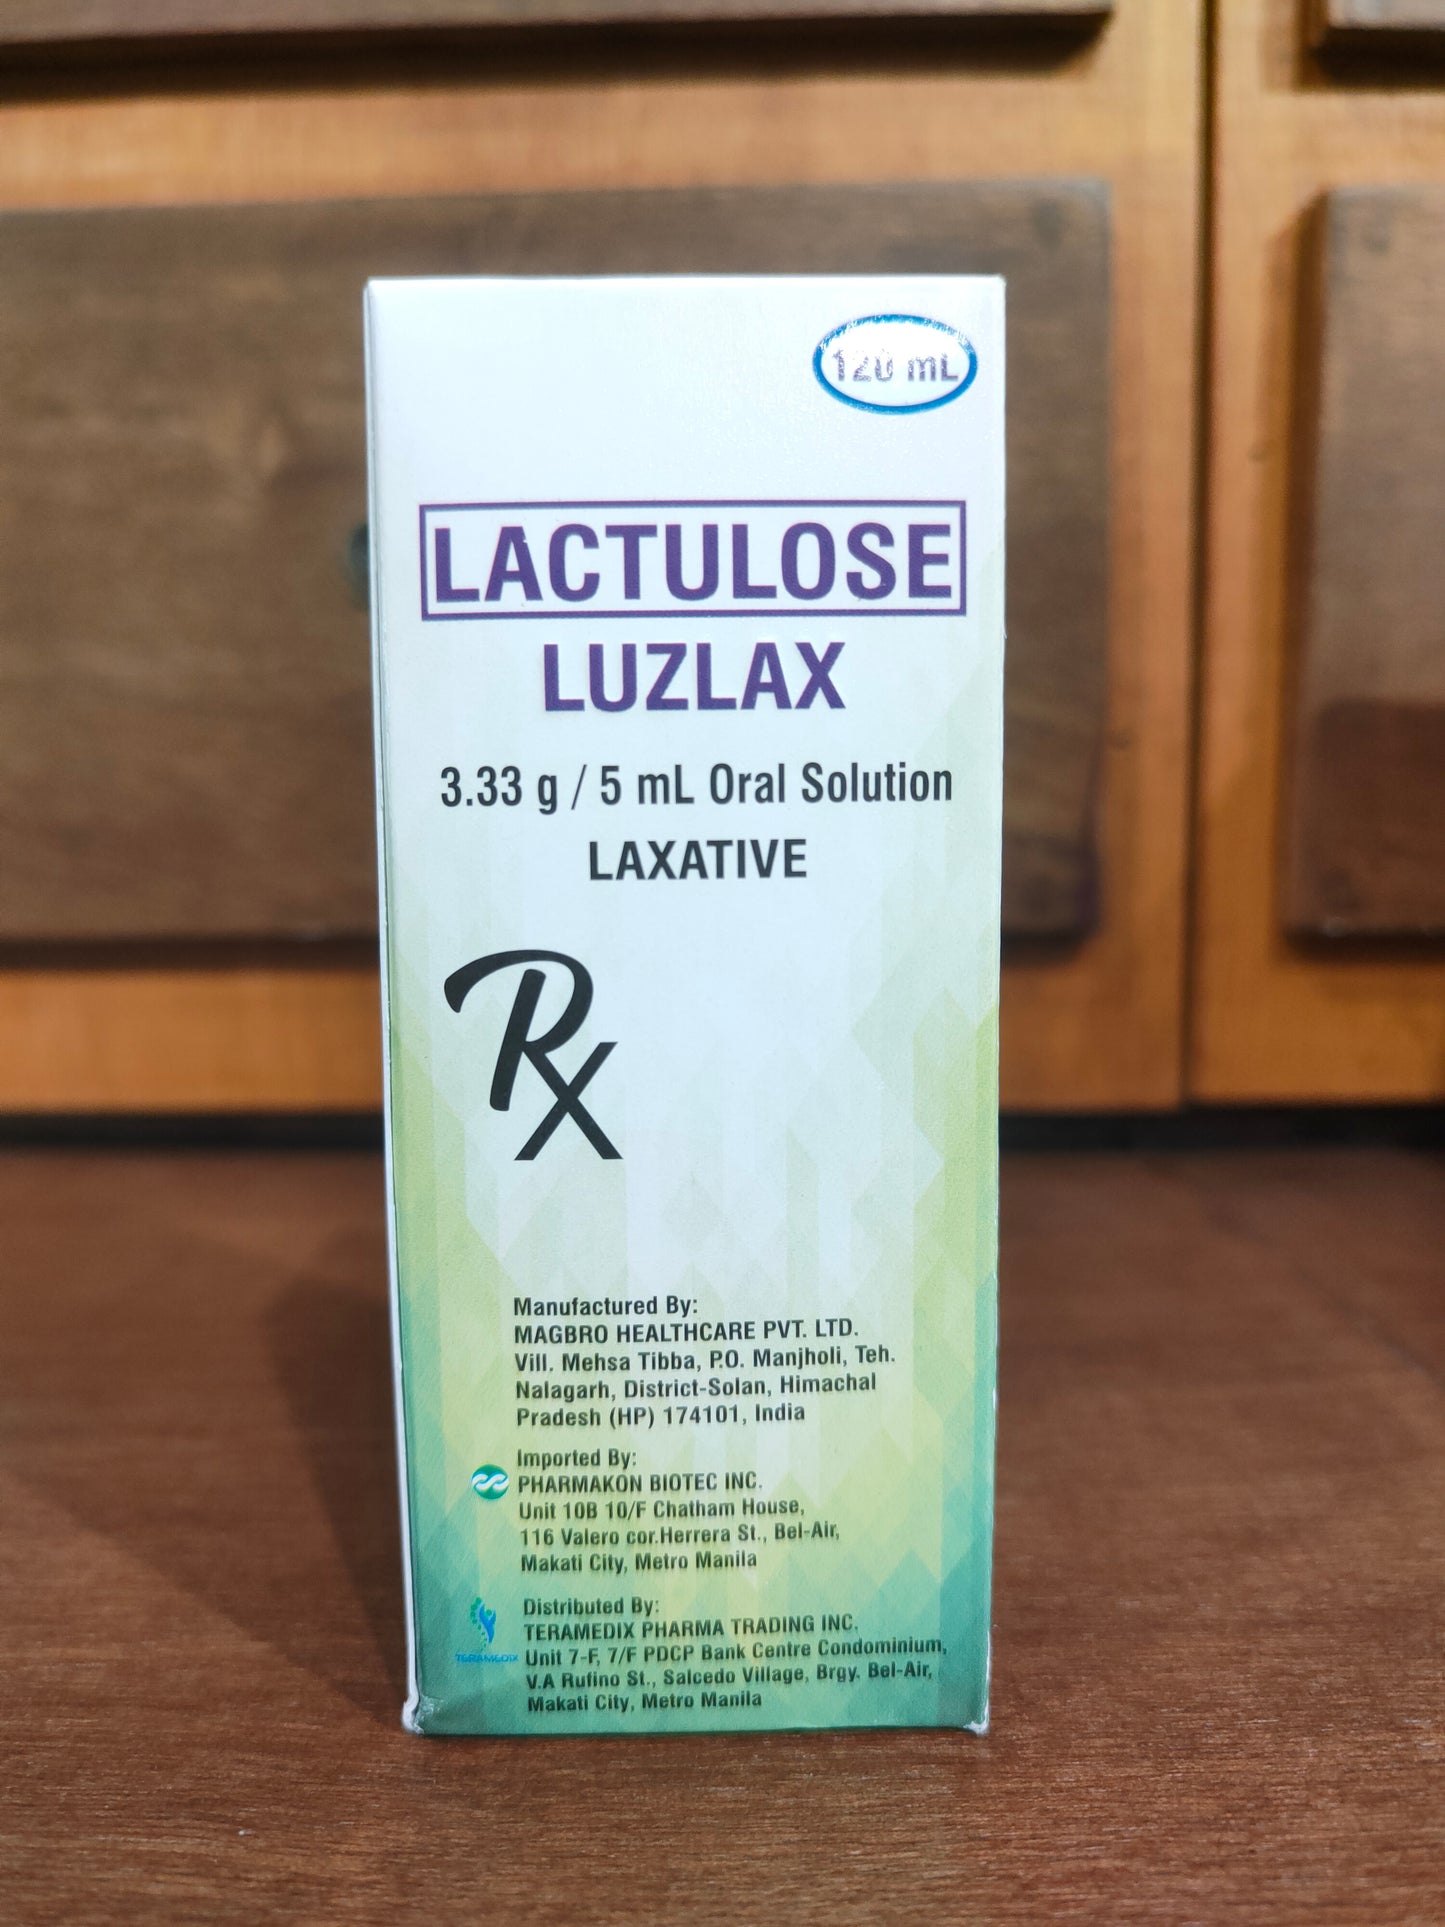 120 mL
LACTULOSE
LUZLAX
3.33 g / 5 mL Oral Solution
LAXATIVE
Rx
Manufactured By:
MAGBRO HEALTHCARE PVT. LTD.
Vill. Mehsa Tibba, P.O. Manjholi, Teh.
Nalagarh, District-Solan, Himachal
Pradesh (HP) 174101, India
Imported By:
PHARMAKON BIOTEC INC.
Unit 10B 10/F Chatham House,
116 Valero cor.Herrera St., Bel-Air,
Makati City, Metro Manila
Distributed By:
TERAMEDIX PHARMA TRADING INC.
TERAMEDIX
Unit 7-F, 7/F PDCP Bank Centre Condominium,
V.A Rufino St., Salcedo Village, Brgy. Bel-Air,
Makati City, Metro Manila